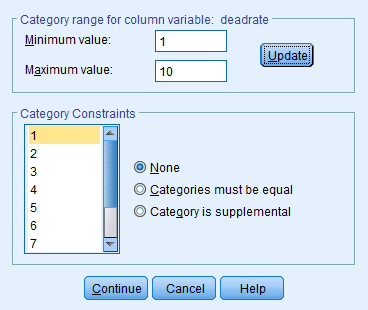 Category range for column variable: deadrate
Minimum value: 1
Maximum value: 10
Update
Category Constraints
1
2
3
4
5
6
7
None
Categories must be equal
Category is supplemental
Continue Cancel Help